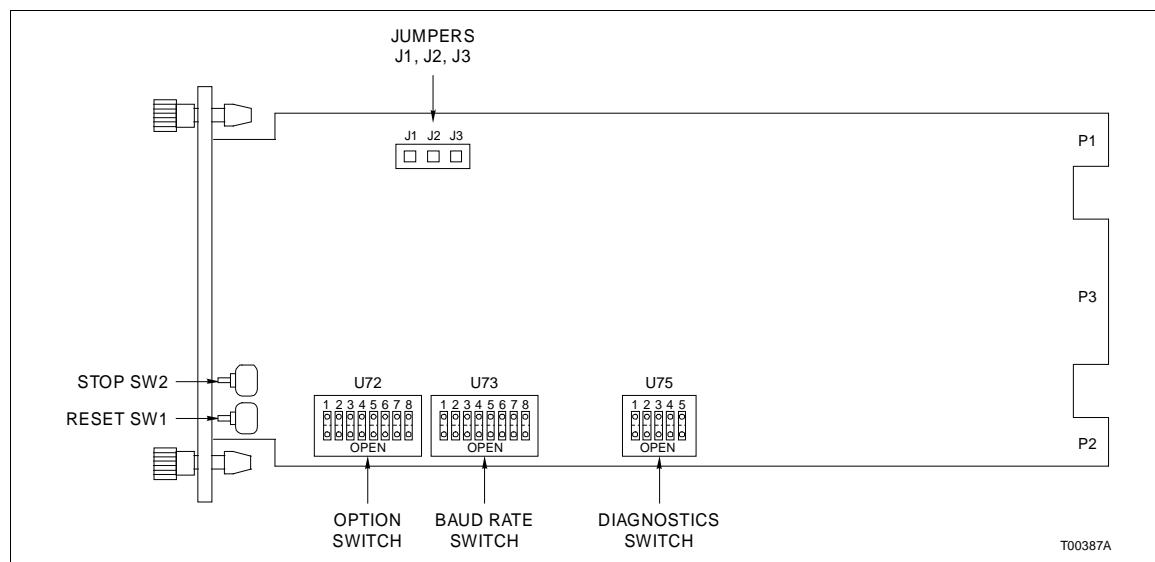 JUMPERS
J1, J2, J3
J1 J2 J3
P1
P3
STOP SW2
RESET SW1
U72
1 2 3 4 5 6 7 8
OPEN
U73
1 2 3 4 5 6 7 8
OPEN
U75
1 2 3 4 5
OPEN
P2
OPTION
SWITCH
BAUD RATE
SWITCH
DIAGNOSTICS
SWITCH
T00387A